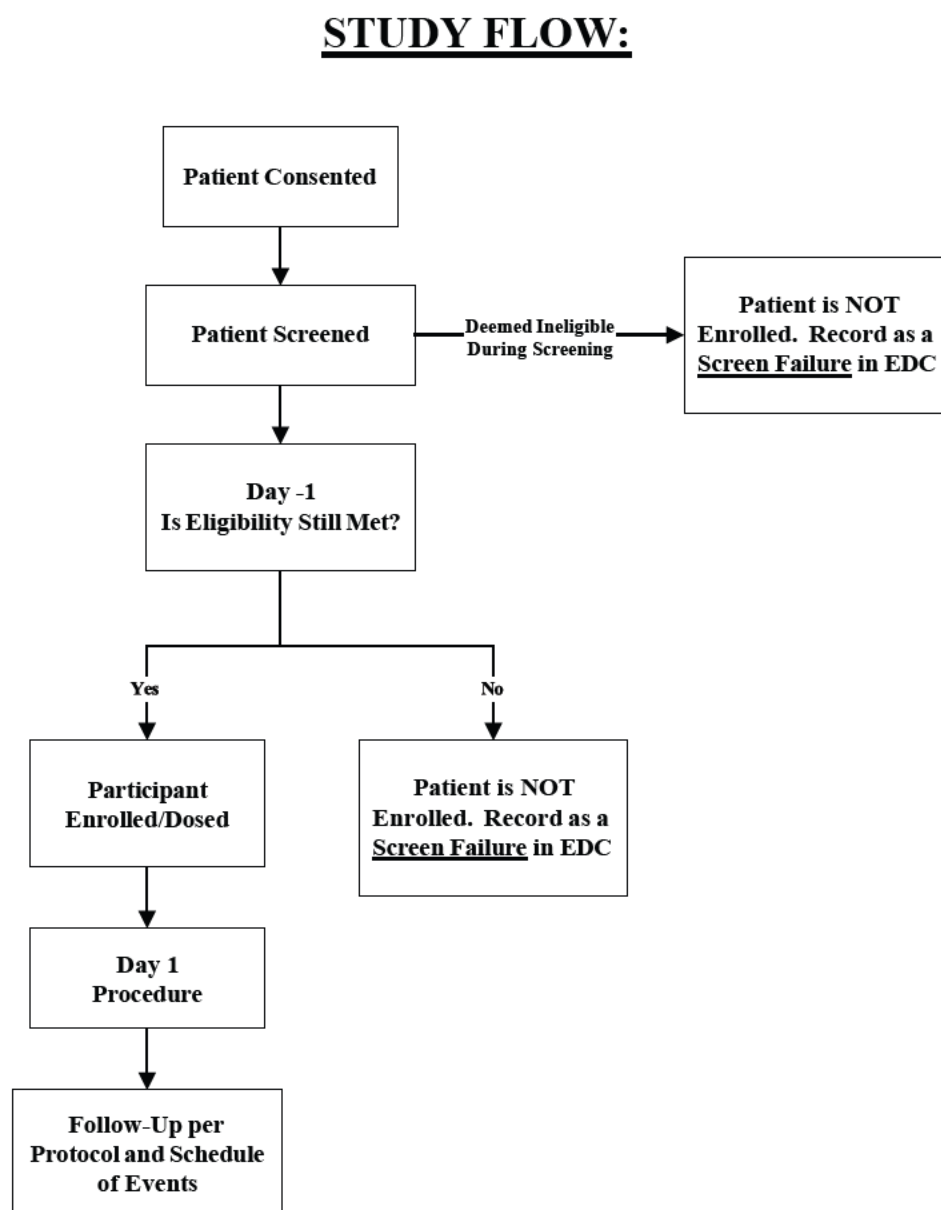 STUDY FLOW:
Patient Consented
Patient Screened
Deemed Ineligible
During Screening
Patient is NOT
Enrolled.  Record as a
Screen Failure in EDC
Day -1
Is Eligibility Still Met?
Yes
No
Participant
Enrolled/Dosed
Patient is NOT
Enrolled.  Record as a
Screen Failure in EDC
Day 1
Procedure
Follow-Up per
Protocol and Schedule
of Events